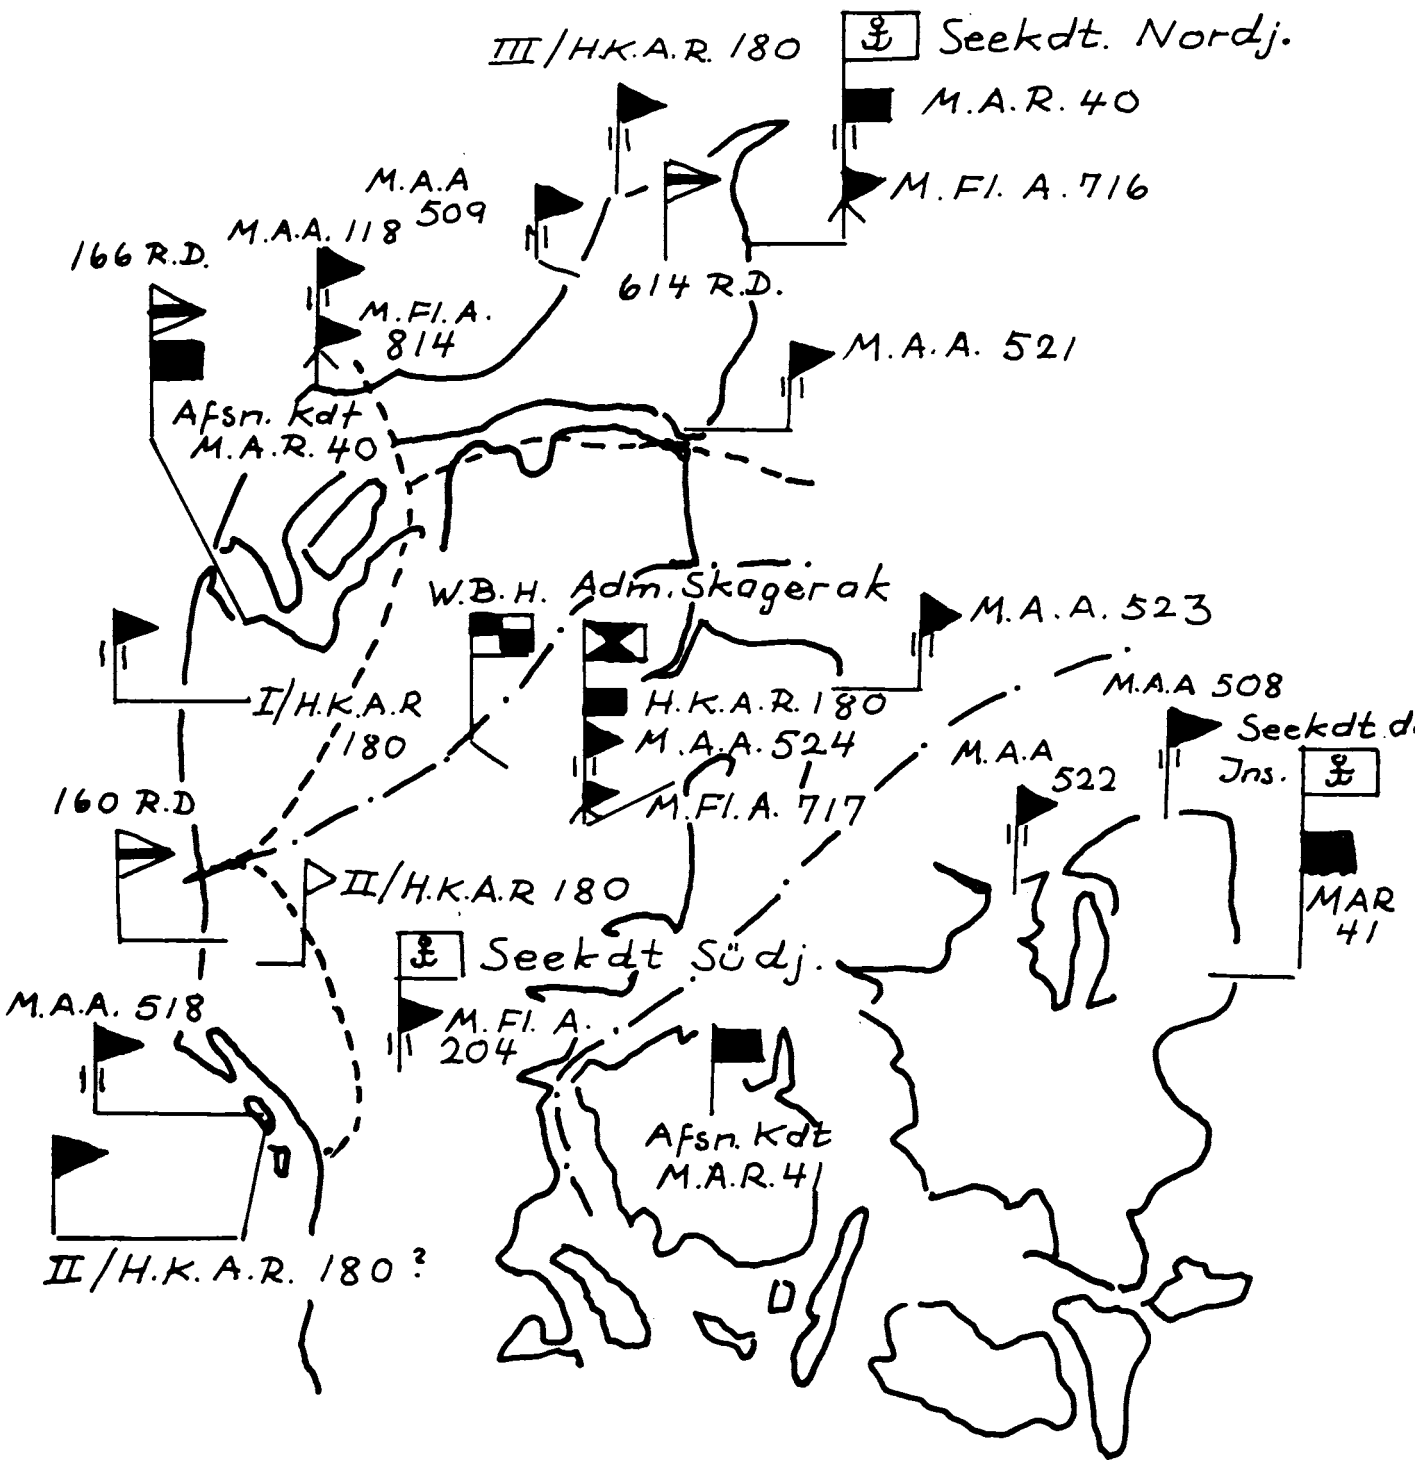 III/H.K.A.R. 180
Seekdt. Nordj.
M.A.R. 40
M.Fl.A. 716
M.A.A
509
M.A.A. 118
166 R.D.
M.Fl.A.
814
614 R.D.
M.A.A. 521
Afsn. Kdt
M.A.R. 40
W.B.H.
Adm. Skagerak
M.A.A. 523
I/H.K.A.R
180
H.K.A.R. 180
M.A.A. 524
M.Fl.A. 717
M.A.A 508
Seekdt. d
M.A.A
522
Jns.
160 R.D
II/H.K.A.R 180
MAR
41
Seekdt Südj.
M.A.A. 518
M.Fl.A.
204
Afsn. Kdt
M.A.R. 41
II/H.K.A.R. 180?